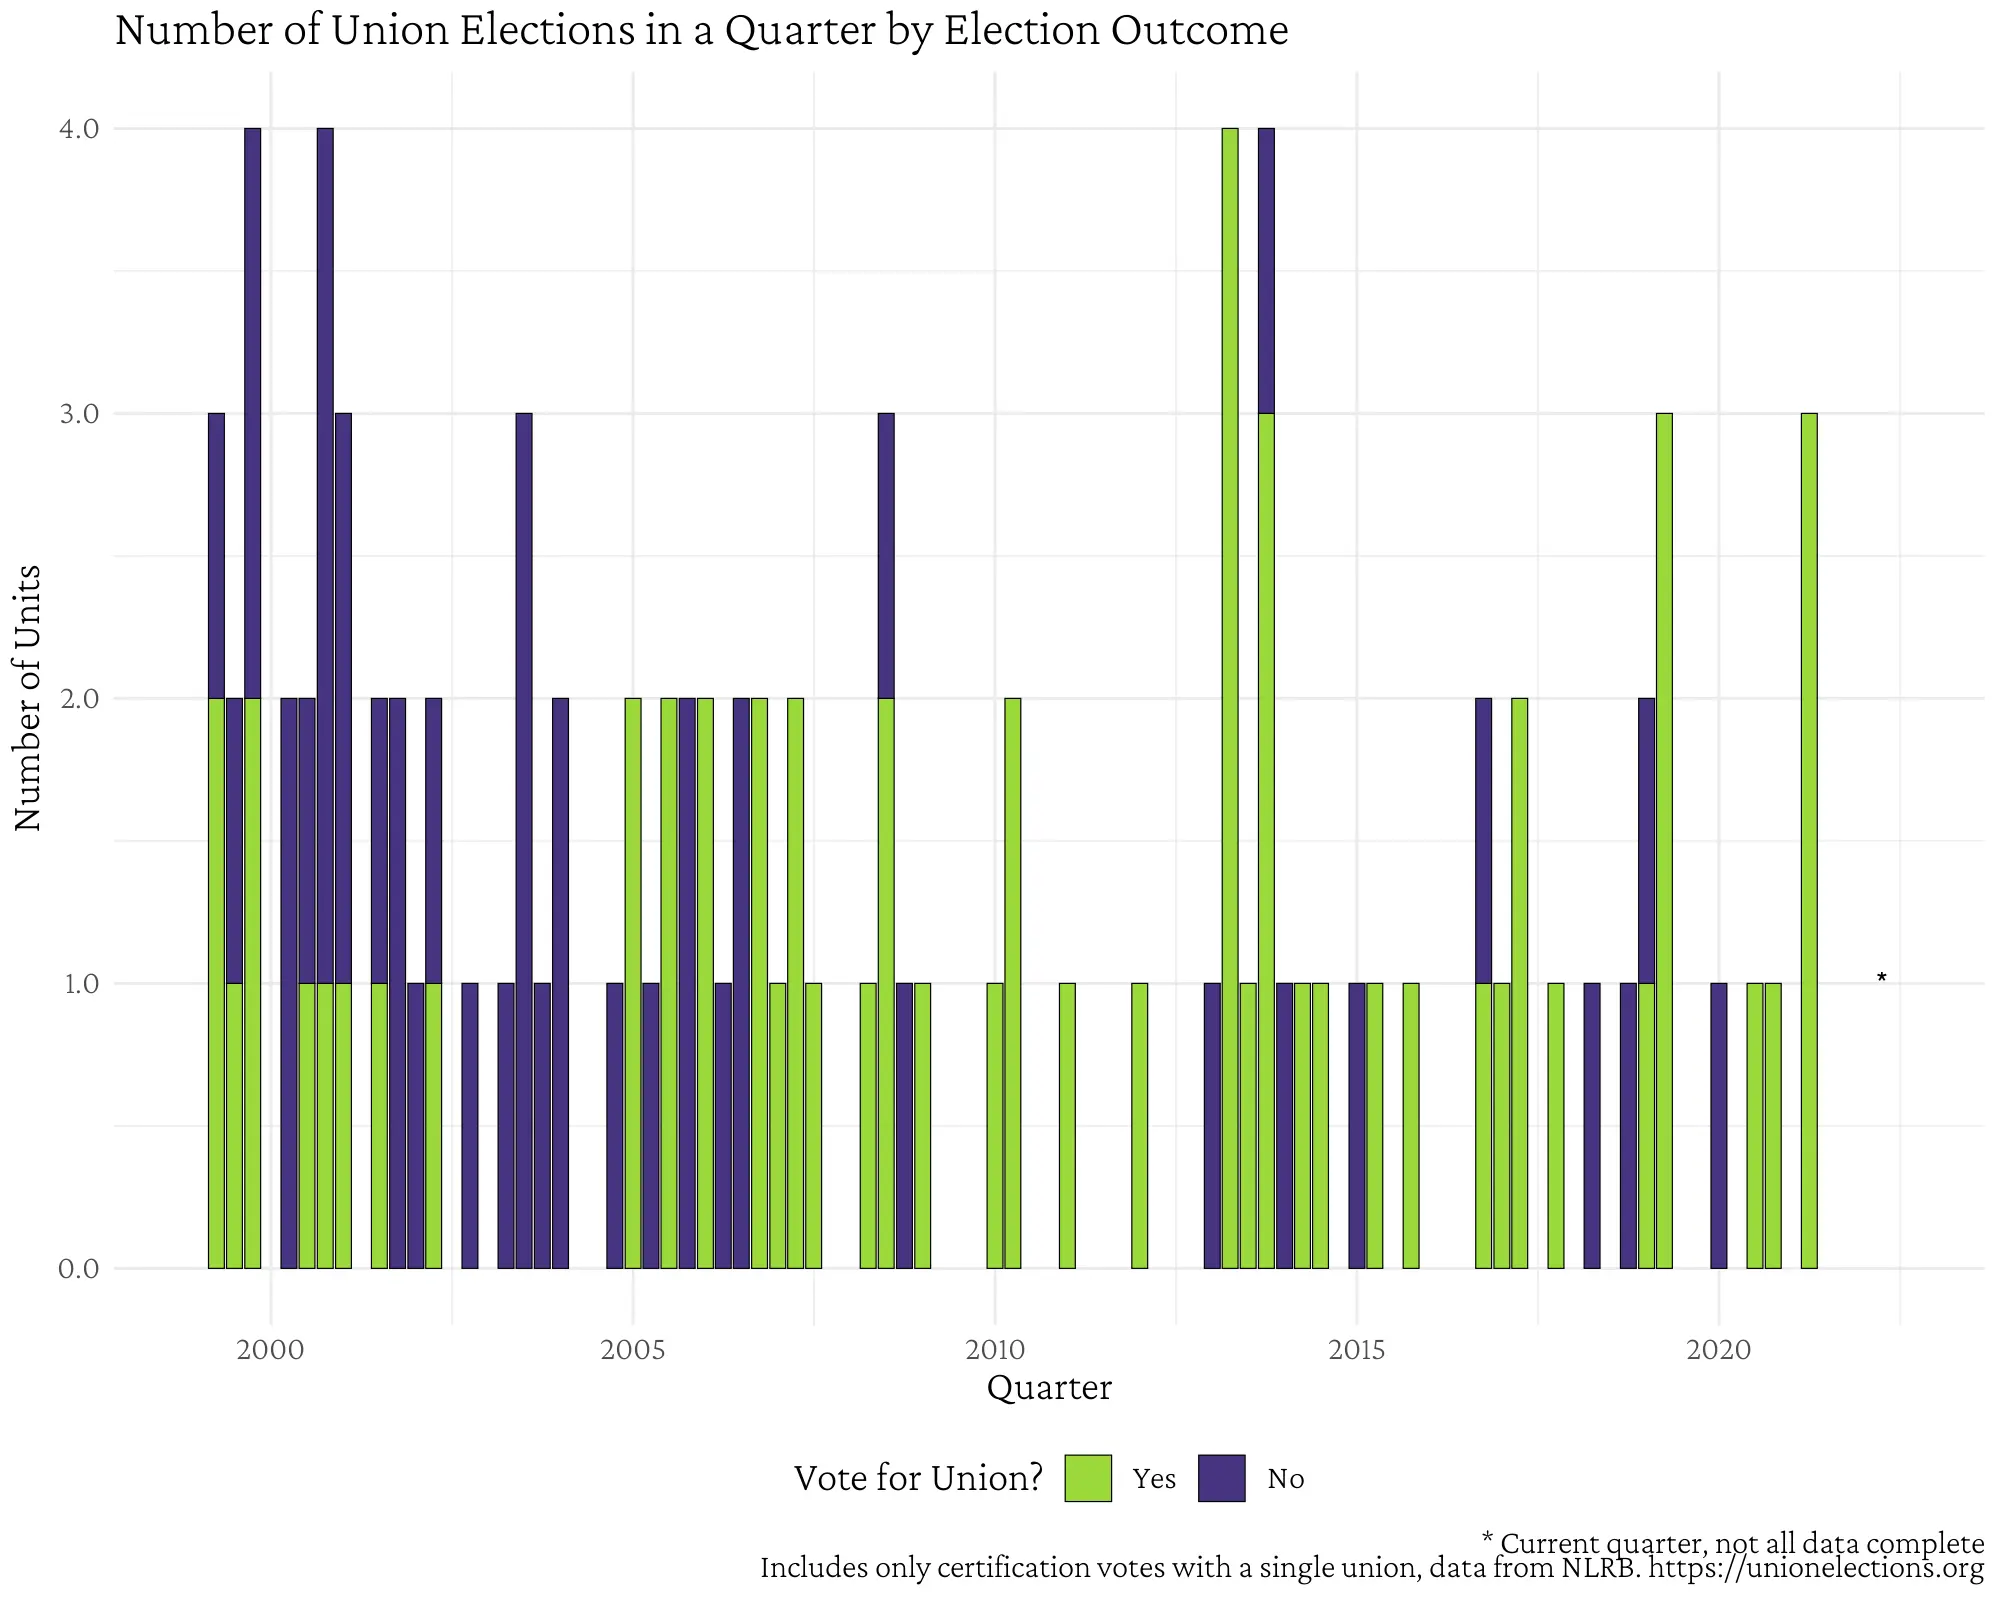 Number of Union Elections in a Quarter by Election Outcome
Number of Units
4.0
3.0
2.0
1.0
0.0
*
2000 2005 2010 2015 2020
Quarter
Vote for Union? Yes No
* Current quarter, not all data complete
Includes only certification votes with a single union, data from NLRB. https://unionelections.org